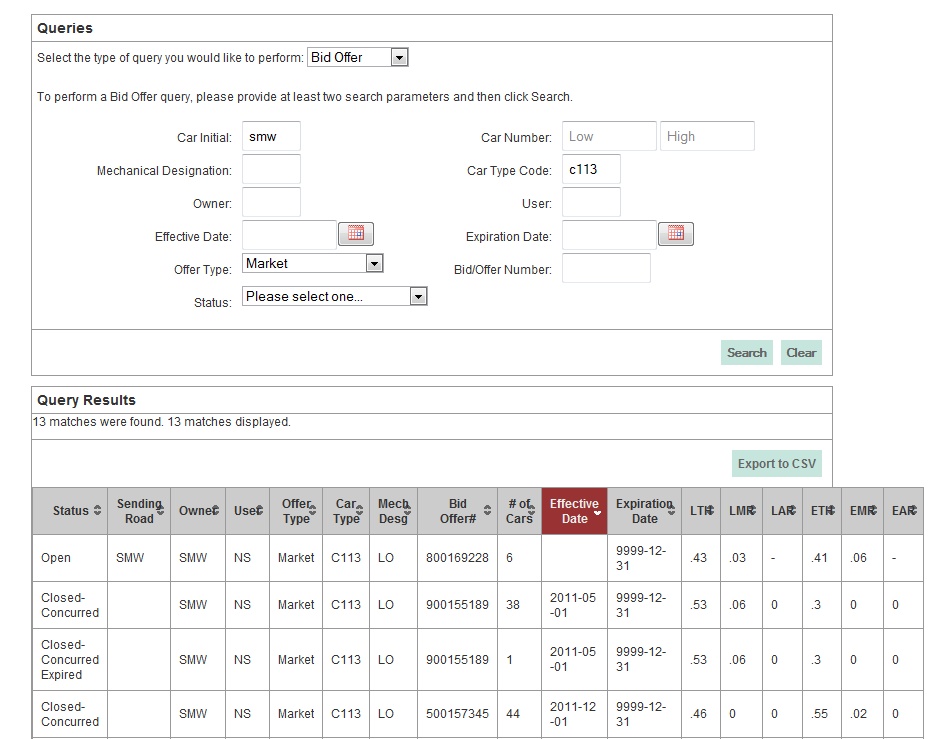 Queries
Select the type of query you would like to perform: Bid Offer
To perform a Bid Offer query, please provide at least two search parameters and then click Search.
Car Initial: smw Car Number: Low High
Mechanical Designation: Car Type Code: c113
Owner: User:
Effective Date: Expiration Date:
Offer Type: Market Bid/Offer Number:
Status: Please select one...
Search Clear
Query Results
13 matches were found. 13 matches displayed.
Export to CSV
Status Sending Road Owner User Offer Type Car Type Mech Desg Bid Offer# # of Cars Effective Date Expiration Date LTR LMR LAR ETR EMR EAR
Open SMW SMW NS Market C113 LO 800169228 6 9999-12-31 .43 .03 - .41 .06 -
Closed-Concurred SMW NS Market C113 LO 900155189 38 2011-05-01 9999-12-31 .53 .06 0 .3 0 0
Closed-Concurred Expired SMW NS Market C113 LO 900155189 1 2011-05-01 9999-12-31 .53 .06 0 .3 0 0
Closed-Concurred SMW NS Market C113 LO 500157345 44 2011-12-01 9999-12-31 .46 0 0 .55 .02 0